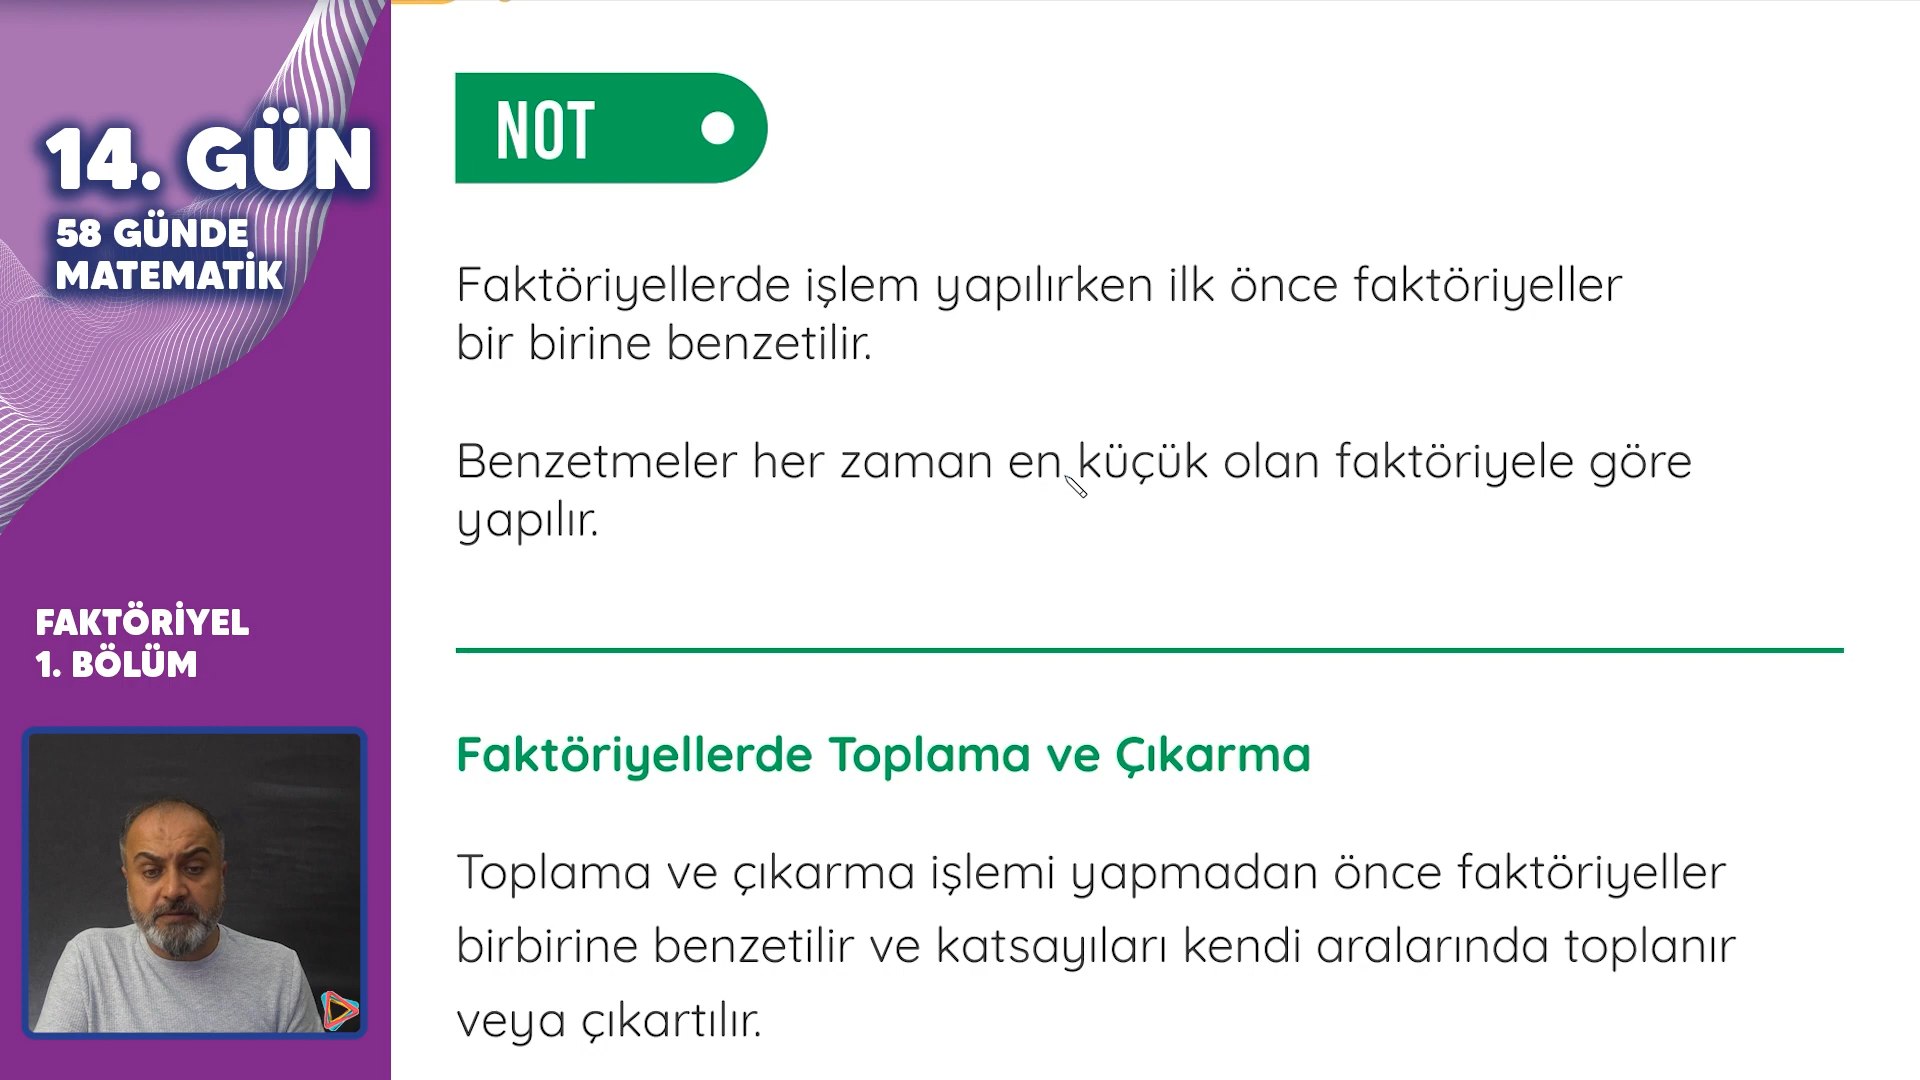 14. GÜN
58 GÜNDE
MATEMATİK
FAKTÖRİYEL
1. BÖLÜM
NOT
Faktöriyellerde işlem yapılırken ilk önce faktöriyeller
bir birine benzetilir.
Benzetmeler her zaman en küçük olan faktöriyele göre
yapılır.
Faktöriyellerde Toplama ve Çıkarma
Toplama ve çıkarma işlemi yapmadan önce faktöriyeller
birbirine benzetilir ve katsayıları kendi aralarında toplanır
veya çıkartılır.